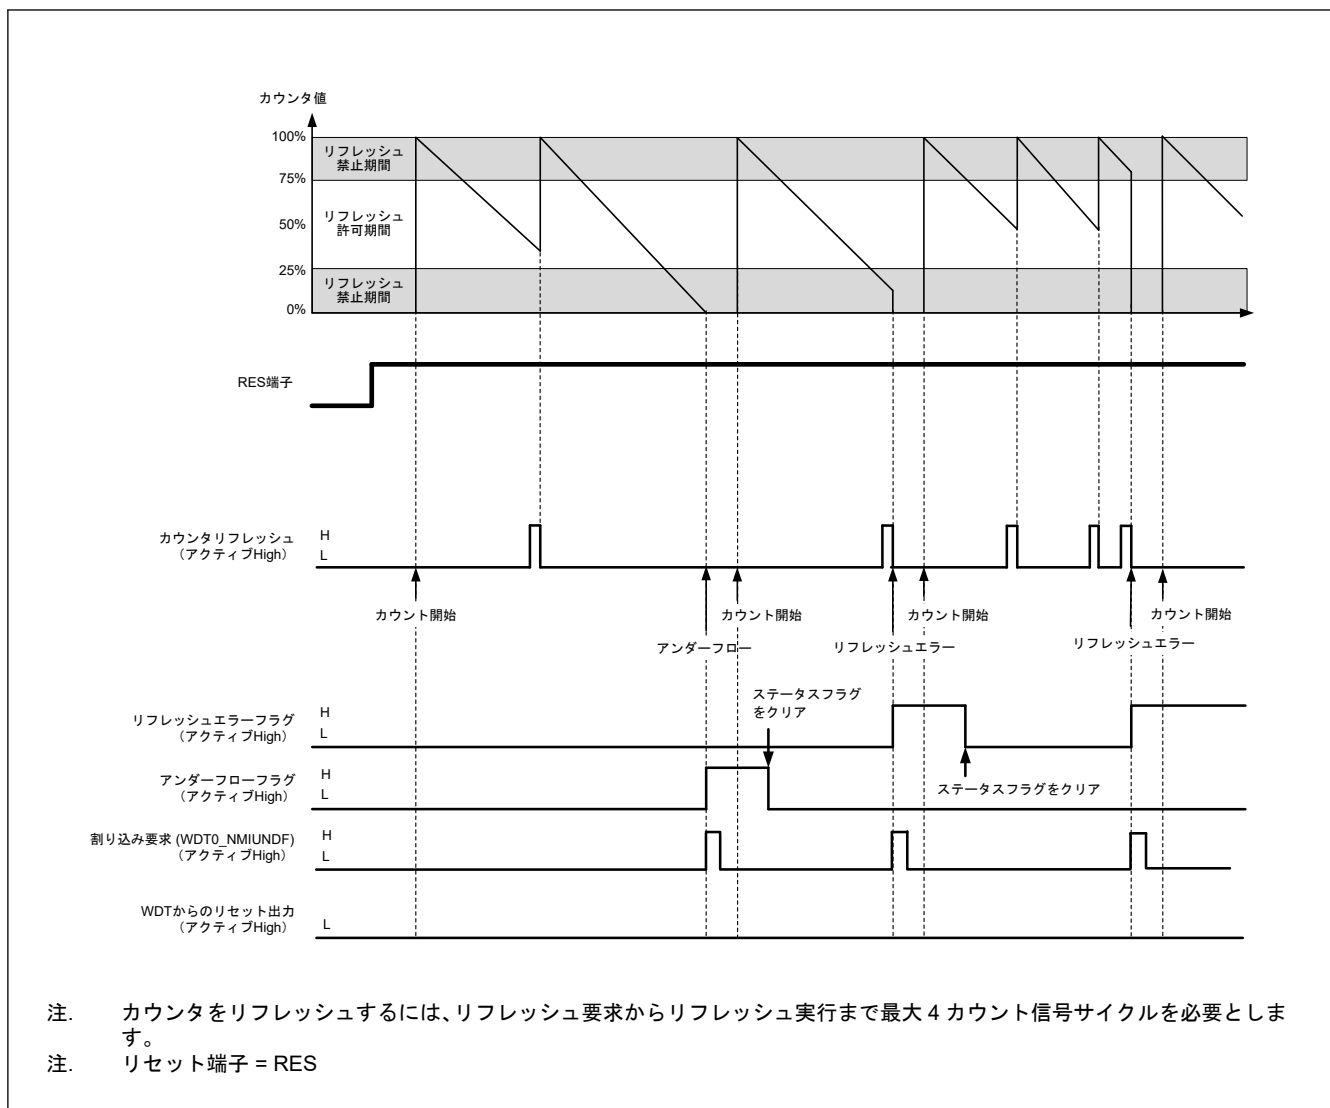 カウンタ値
100%
リフレッシュ
禁止期間
75%
リフレッシュ
許可期間
50%
25%
リフレッシュ
禁止期間
0%
RES端子
カウンタリフレッシュ
（アクティブHigh）
H
L
カウント開始
カウント開始
カウント開始
カウント開始
アンダーフロー
リフレッシュエラー
リフレッシュエラー
ステータスフラグ
をクリア
リフレッシュエラーフラグ
（アクティブHigh）
H
L
ステータスフラグをクリア
アンダーフローフラグ
（アクティブHigh）
H
L
割り込み要求 (WDT0_NMIUNDF)
（アクティブHigh）
H
L
WDTからのリセット出力
（アクティブHigh）
L
注. カウンタをリフレッシュするには、リフレッシュ要求からリフレッシュ実行まで最大 4 カウント信号サイクルを必要としま
す。
注. リセット端子 = RES